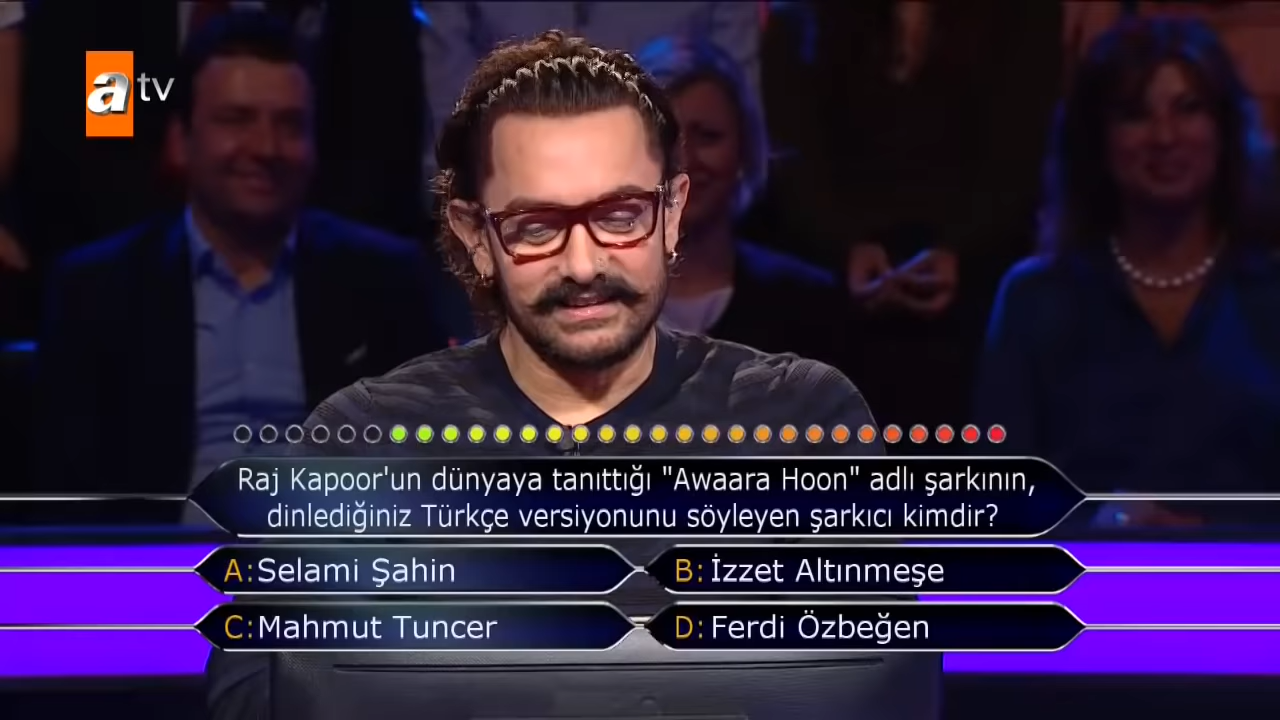 atv
Raj Kapoor'un dünyaya tanıttığı "Awaara Hoon" adlı şarkının,
dinlediğiniz Türkçe versiyonunu söyleyen şarkıcı kimdir?
A: Selami Şahin
B: İzzet Altınmeşe
C: Mahmut Tuncer
D: Ferdi Özbeğen